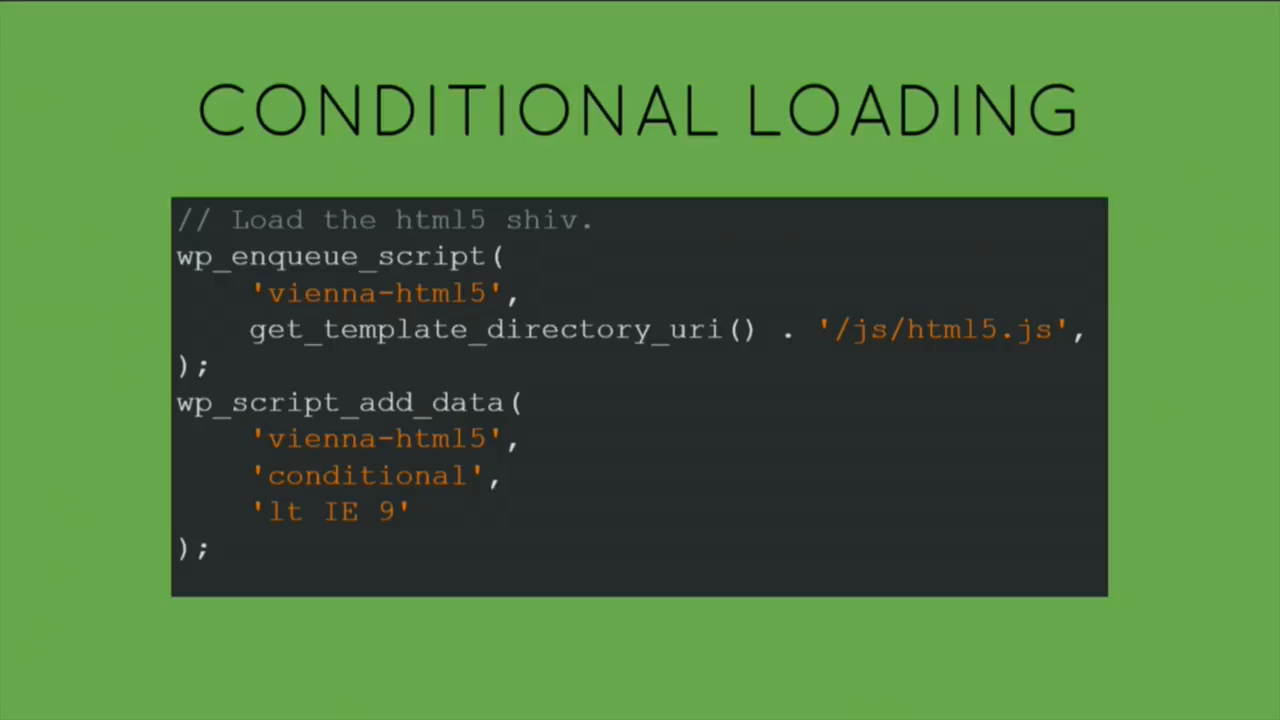 CONDITIONAL LOADING
// Load the html5 shiv.
wp_enqueue_script(
    'vienna-html5',
    get_template_directory_uri() . '/js/html5.js',
);
wp_script_add_data(
    'vienna-html5',
    'conditional',
    'lt IE 9'
);